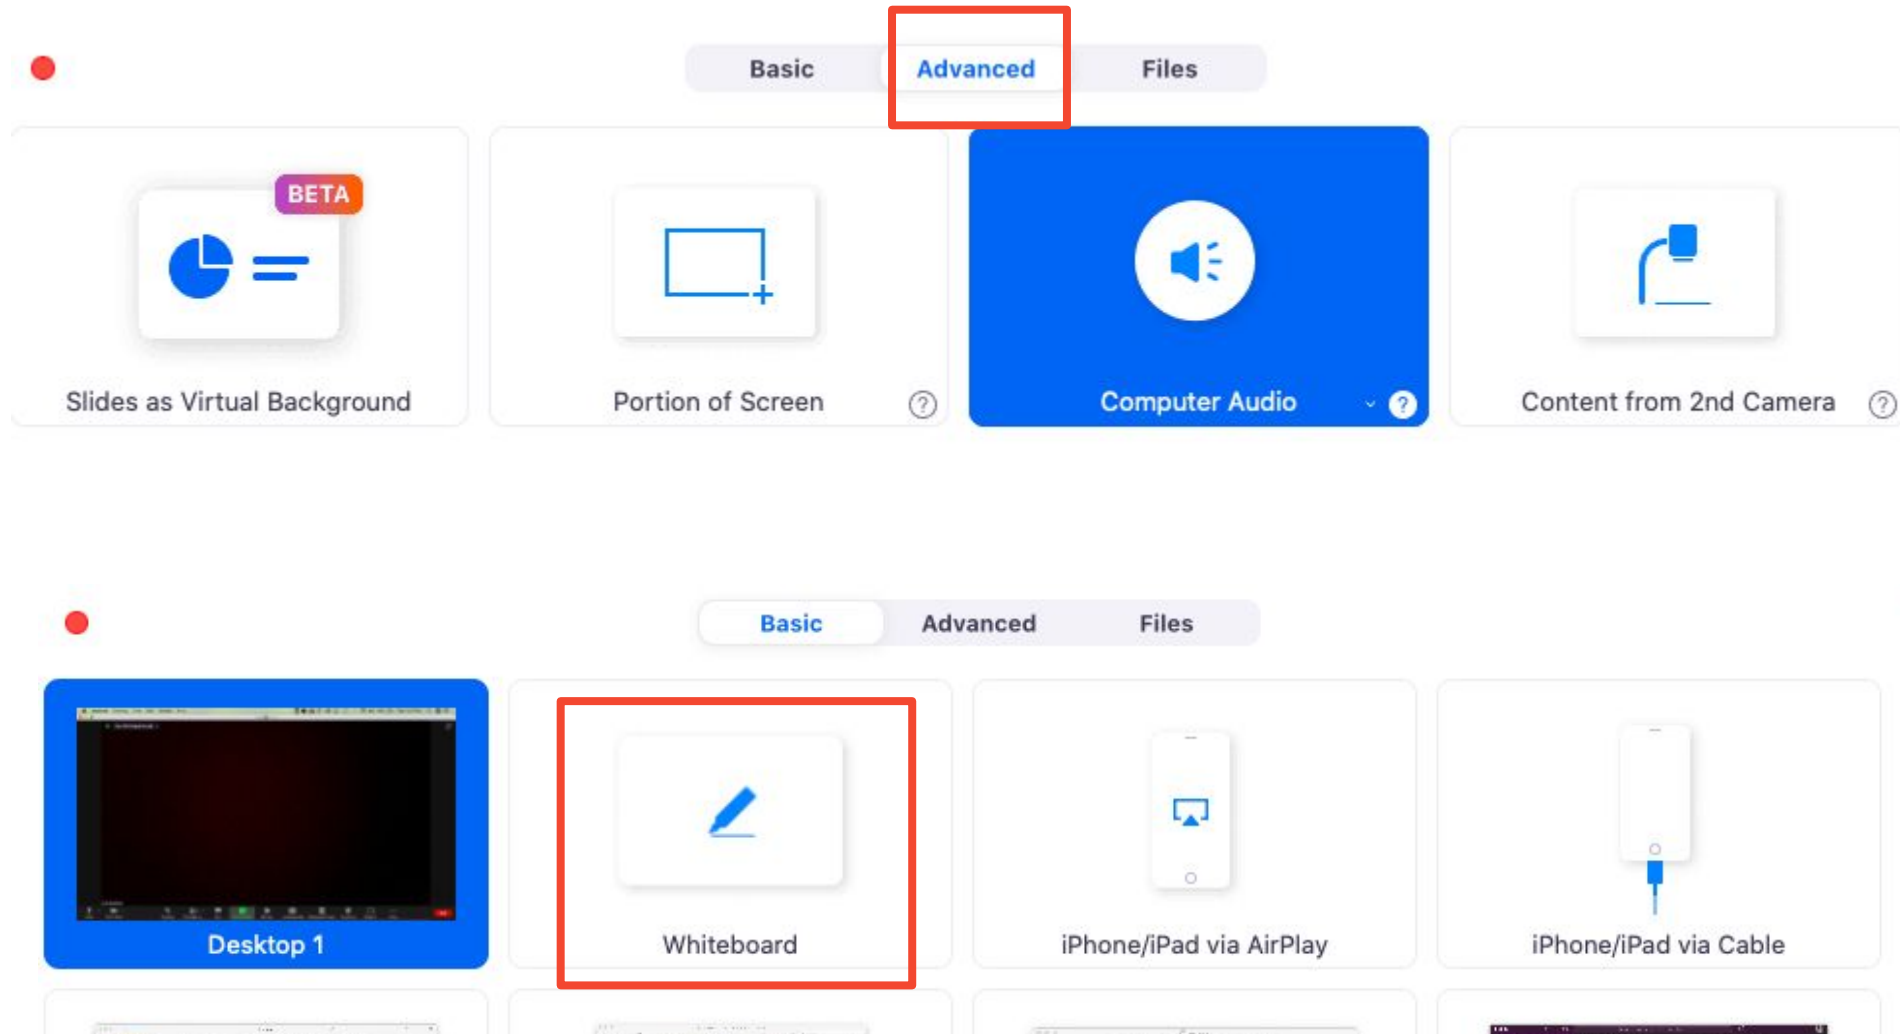 Basic Advanced Files
BETA
Slides as Virtual Background
Portion of Screen ?
Computer Audio ?
Content from 2nd Camera ?
Basic Advanced Files
Desktop 1
Whiteboard
iPhone/iPad via AirPlay
iPhone/iPad via Cable